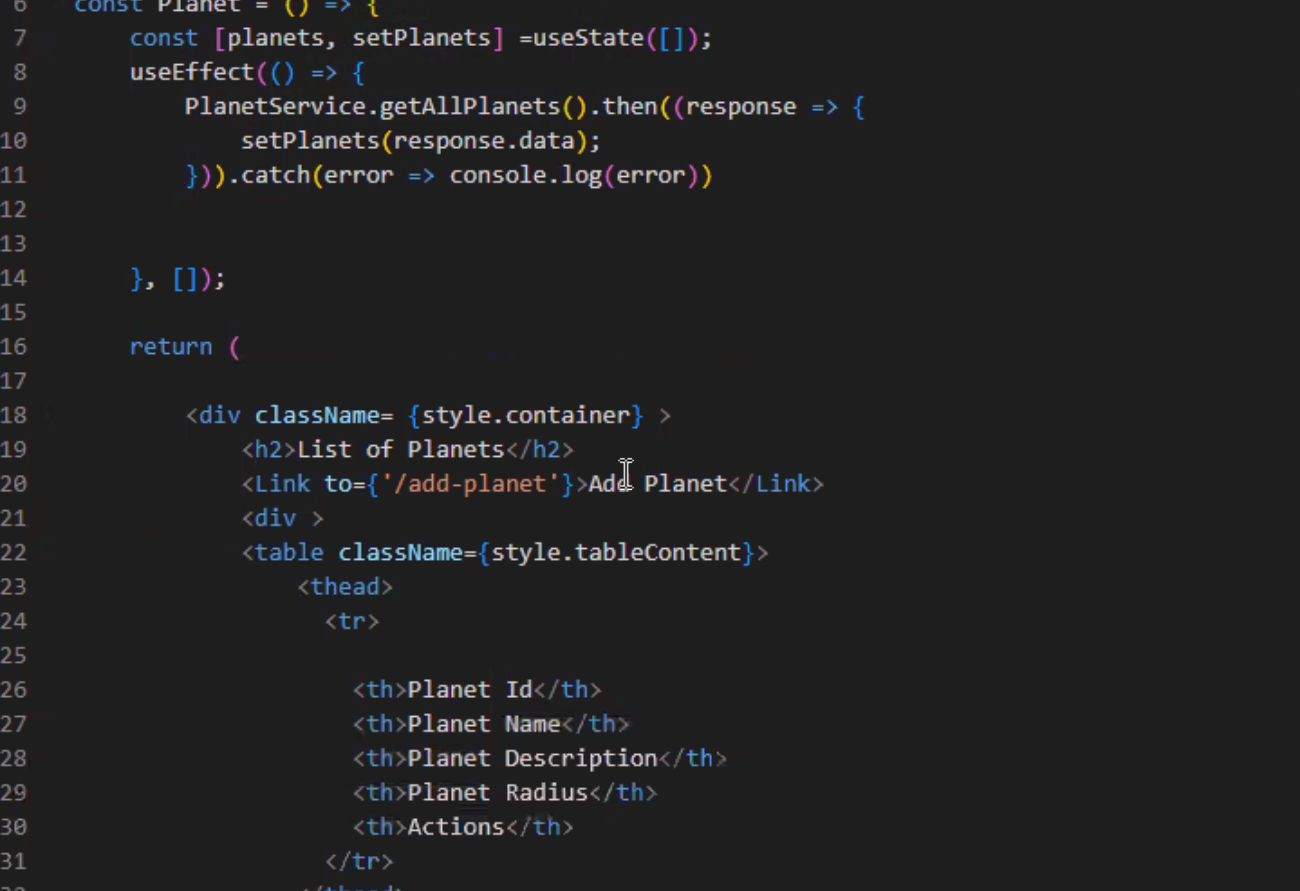 6 const Planet = () => {
7 const [planets, setPlanets] =useState([]);
8 useEffect(() => {
9 PlanetService.getAllPlanets().then((response => {
10 setPlanets(response.data);
11 })).catch(error => console.log(error))
12
13
14 }, []);
15
16 return (
17
18 <div className= {style.container} >
19 <h2>List of Planets</h2>
20 <Link to={'/add-planet'}>Add Planet</Link>
21 <div >
22 <table className={style.tableContent}>
23 <thead>
24 <tr>
25
26 <th>Planet Id</th>
27 <th>Planet Name</th>
28 <th>Planet Description</th>
29 <th>Planet Radius</th>
30 <th>Actions</th>
31 </tr>